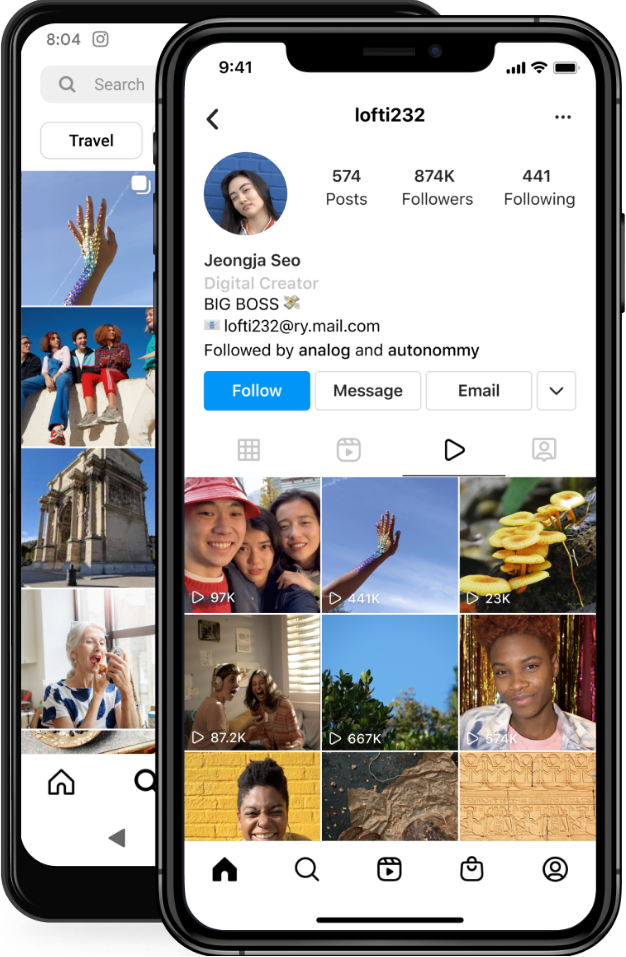 8:04
Search
Travel
9:41
lofti232
574 874K 441
Posts Followers Following
Jeongja Seo
Digital Creator
BIG BOSS 💸
📧 lofti232@ry.mail.com
Followed by analog and autonommy
Follow Message Email
97K 441K 23K
87.2K 667K 574K